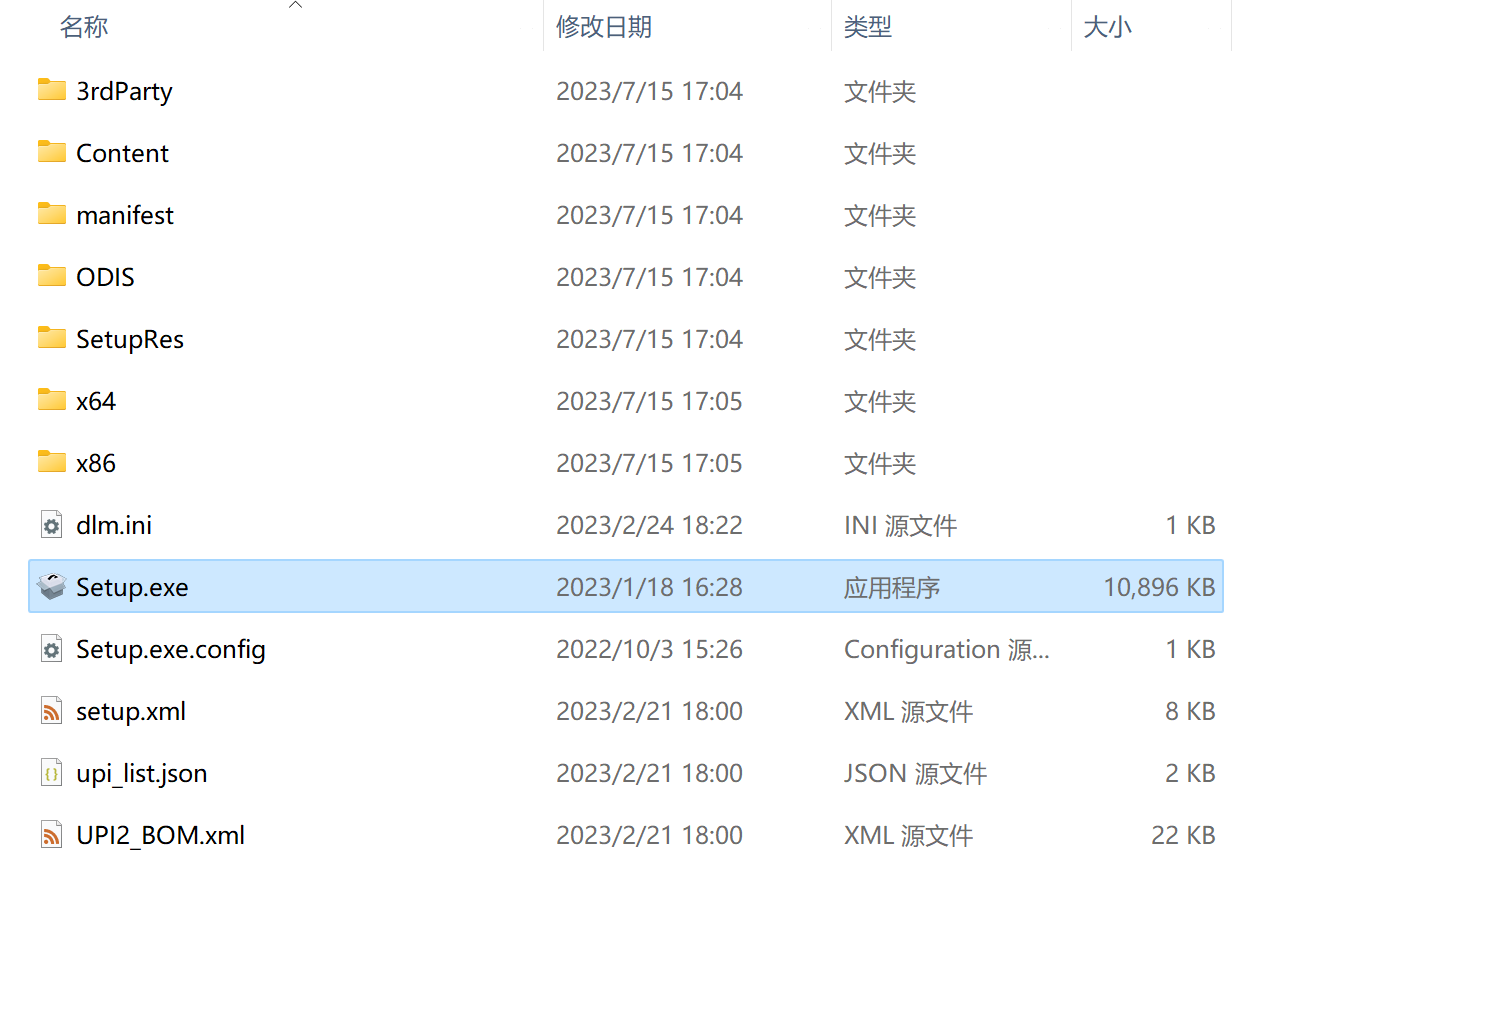 名称 修改日期 类型 大小
3rdParty 2023/7/15 17:04 文件夹
Content 2023/7/15 17:04 文件夹
manifest 2023/7/15 17:04 文件夹
ODIS 2023/7/15 17:04 文件夹
SetupRes 2023/7/15 17:04 文件夹
x64 2023/7/15 17:05 文件夹
x86 2023/7/15 17:05 文件夹
dlm.ini 2023/2/24 18:22 INI 源文件 1 KB
Setup.exe 2023/1/18 16:28 应用程序 10,896 KB
Setup.exe.config 2022/10/3 15:26 Configuration 源... 1 KB
setup.xml 2023/2/21 18:00 XML 源文件 8 KB
upi_list.json 2023/2/21 18:00 JSON 源文件 2 KB
UPI2_BOM.xml 2023/2/21 18:00 XML 源文件 22 KB